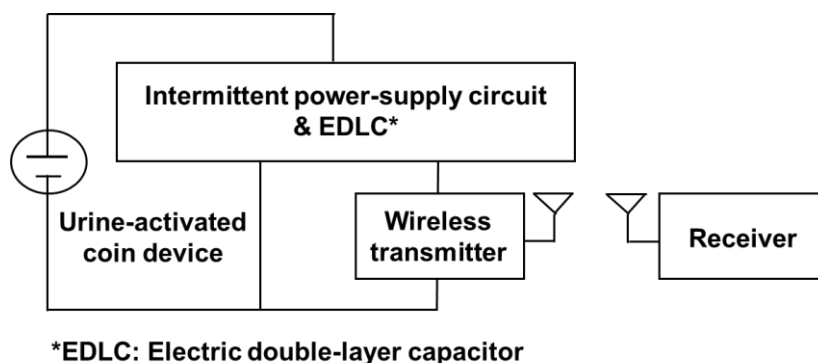 Intermittent power-supply circuit
& EDLC*
Urine-activated
coin device
Wireless
transmitter
Receiver
*EDLC: Electric double-layer capacitor